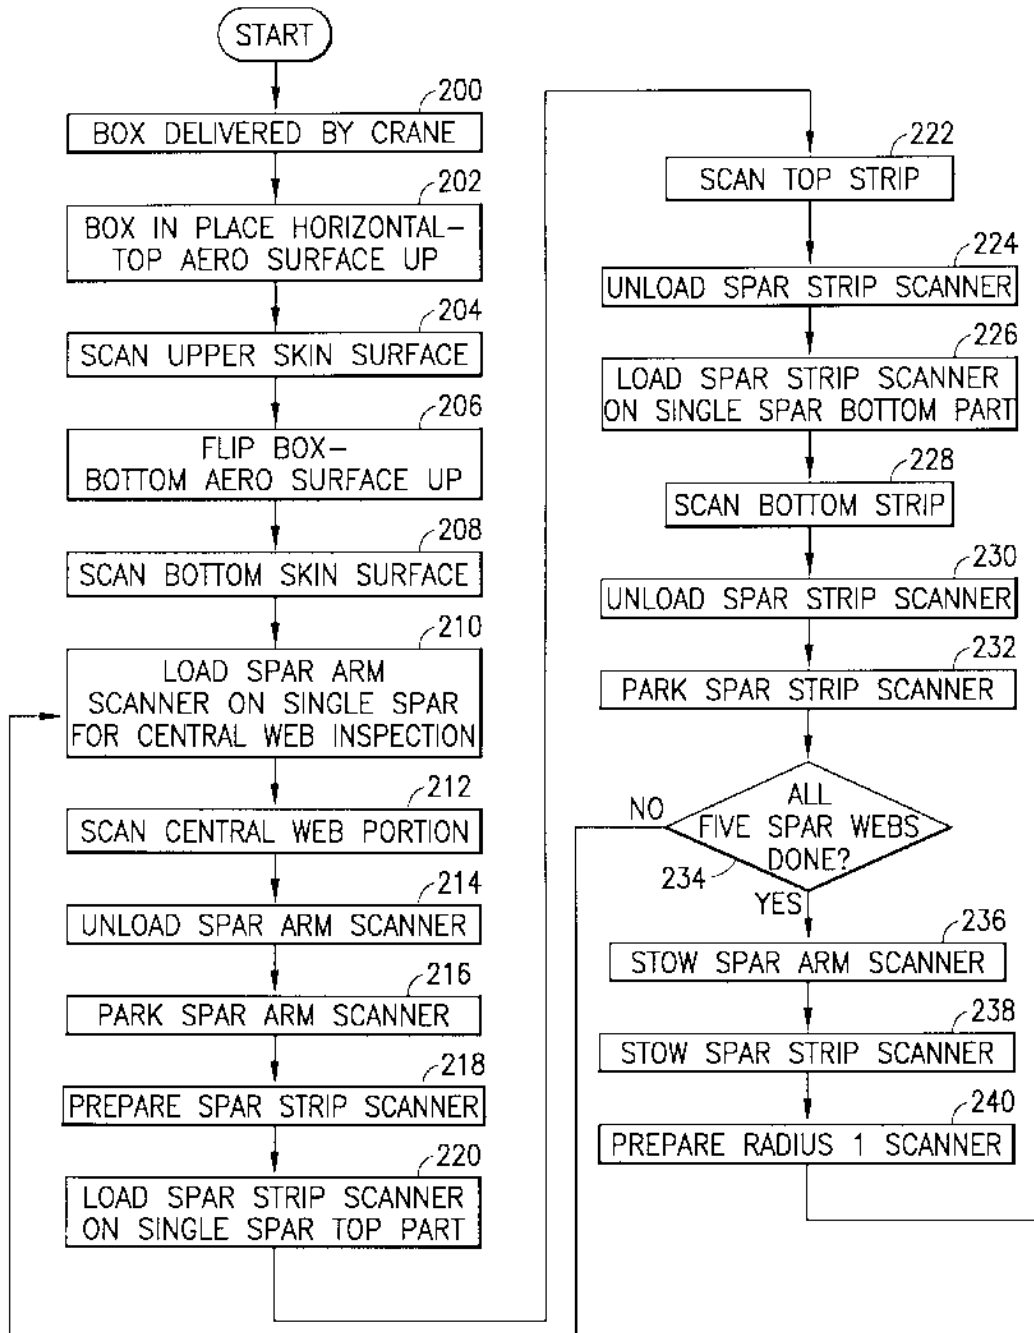 START
200
BOX DELIVERED BY CRANE
202
BOX IN PLACE HORIZONTAL-
TOP AERO SURFACE UP
204
SCAN UPPER SKIN SURFACE
206
FLIP BOX-
BOTTOM AERO SURFACE UP
208
SCAN BOTTOM SKIN SURFACE
210
LOAD SPAR ARM
SCANNER ON SINGLE SPAR
FOR CENTRAL WEB INSPECTION
212
SCAN CENTRAL WEB PORTION
214
UNLOAD SPAR ARM SCANNER
216
PARK SPAR ARM SCANNER
218
PREPARE SPAR STRIP SCANNER
220
LOAD SPAR STRIP SCANNER
ON SINGLE SPAR TOP PART
222
SCAN TOP STRIP
224
UNLOAD SPAR STRIP SCANNER
226
LOAD SPAR STRIP SCANNER
ON SINGLE SPAR BOTTOM PART
228
SCAN BOTTOM STRIP
230
UNLOAD SPAR STRIP SCANNER
232
PARK SPAR STRIP SCANNER
NO
ALL
FIVE SPAR WEBS
DONE?
234
YES
236
STOW SPAR ARM SCANNER
238
STOW SPAR STRIP SCANNER
240
PREPARE RADIUS 1 SCANNER